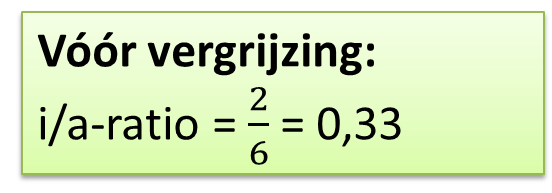 Vóór vergrijzing:
i/a-ratio = 2/6 = 0,33